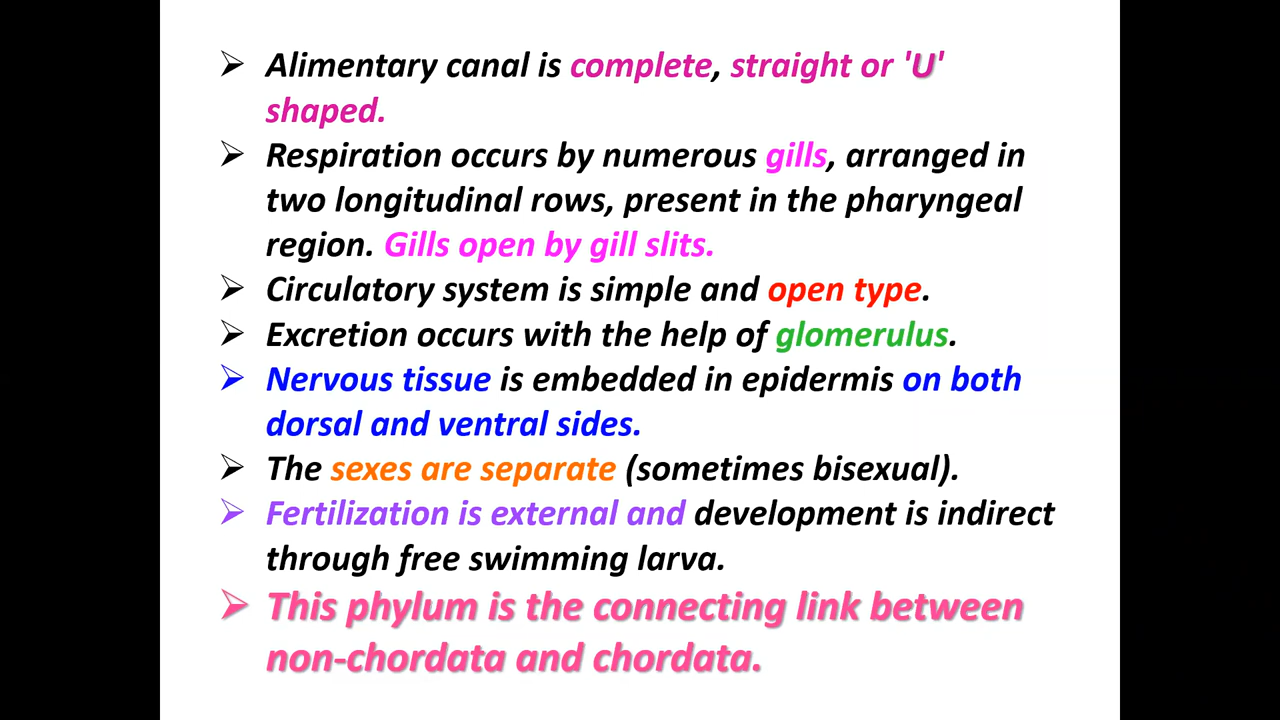 ➢ Alimentary canal is complete, straight or 'U'
shaped.
➢ Respiration occurs by numerous gills, arranged in
two longitudinal rows, present in the pharyngeal
region. Gills open by gill slits.
➢ Circulatory system is simple and open type.
➢ Excretion occurs with the help of glomerulus.
➢ Nervous tissue is embedded in epidermis on both
dorsal and ventral sides.
➢ The sexes are separate (sometimes bisexual).
➢ Fertilization is external and development is indirect
through free swimming larva.
➢ This phylum is the connecting link between
non-chordata and chordata.